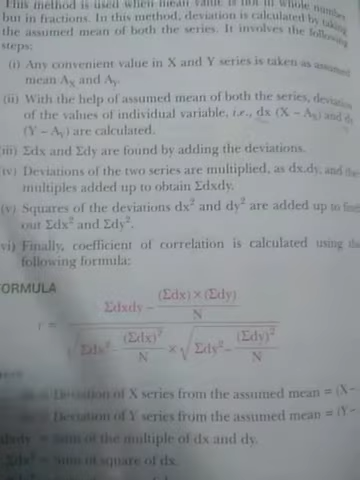 This method is used when mean value is not in whole number
but in fractions. In this method, deviation is calculated by taking
the assumed mean of both the series. It involves the following
steps:
(i) Any convenient value in X and Y series is taken as assumed
mean Aₓ and Aᵧ.
(ii) With the help of assumed mean of both the series, deviation
of the values of individual variable, i.e., dx (X – Aₓ) and dy
(Y – Aᵧ) are calculated.
(iii) Σdx and Σdy are found by adding the deviations.
(iv) Deviations of the two series are multiplied, as dx.dy, and the
multiples added up to obtain Σdxdy.
(v) Squares of the deviations dx² and dy² are added up to find
out Σdx² and Σdy².
vi) Finally, coefficient of correlation is calculated using the
following formula:
FORMULA
r = (Σdxdy – (Σdx)×(Σdy)/N) / (√(Σdx² – (Σdx)²/N) × √(Σdy² – (Σdy)²/N))
= Deviation of X series from the assumed mean = (X –
= Deviation of Y series from the assumed mean = (Y –
= Sum of the multiple of dx and dy.
Σdx² = Sum of square of dx.